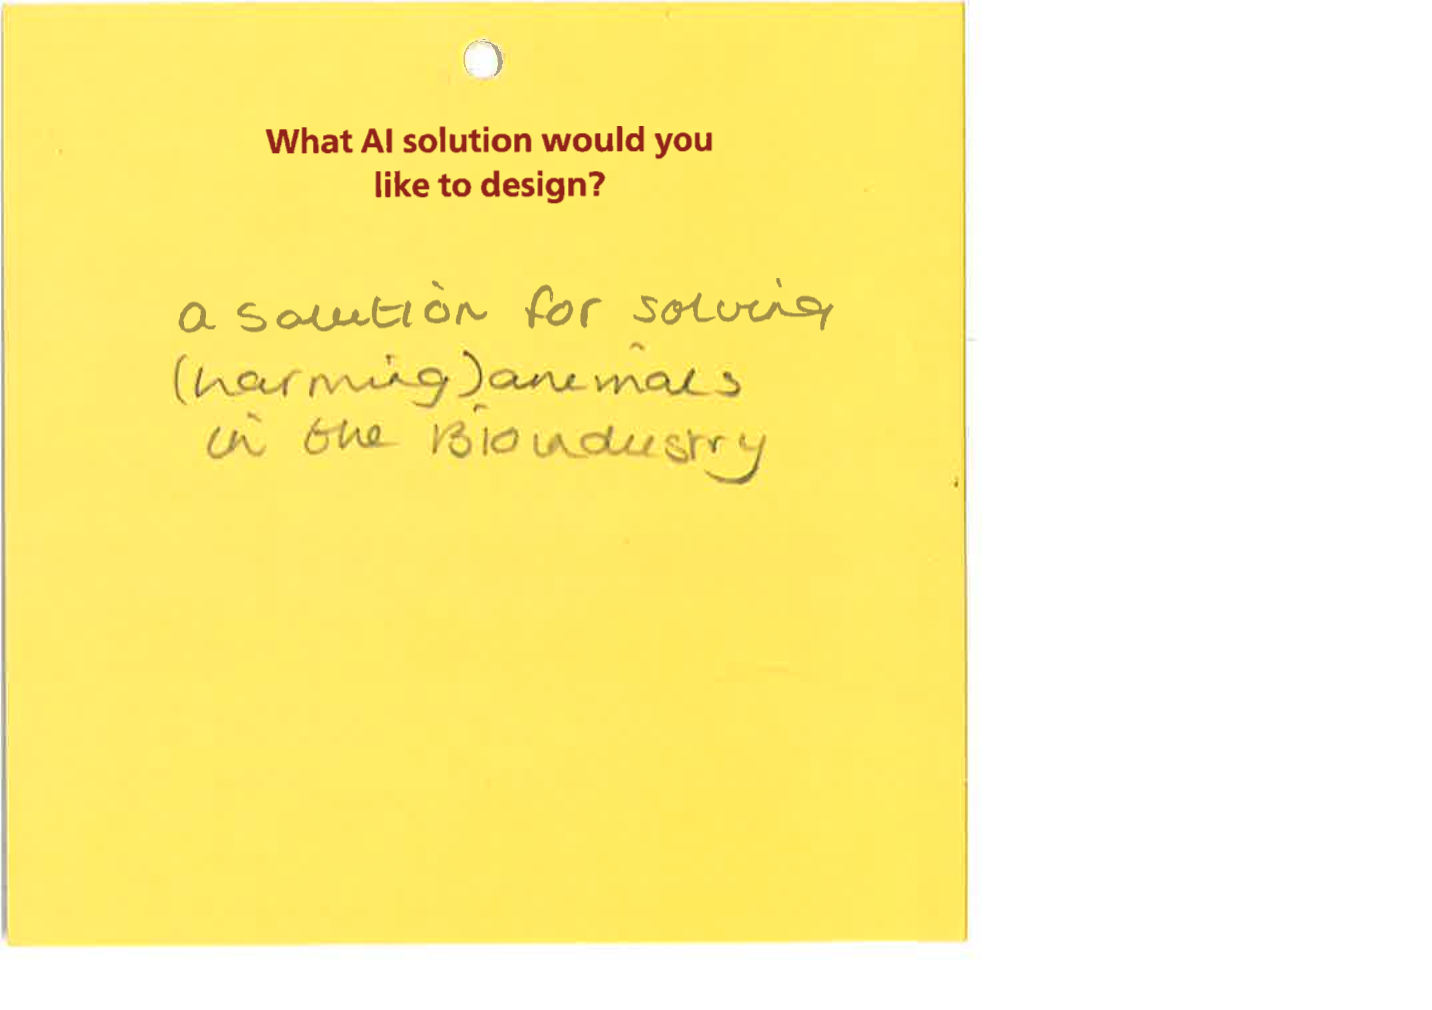 What AI solution would you
like to design?
a solution for solving
(harming) animals
in the Bioindustry